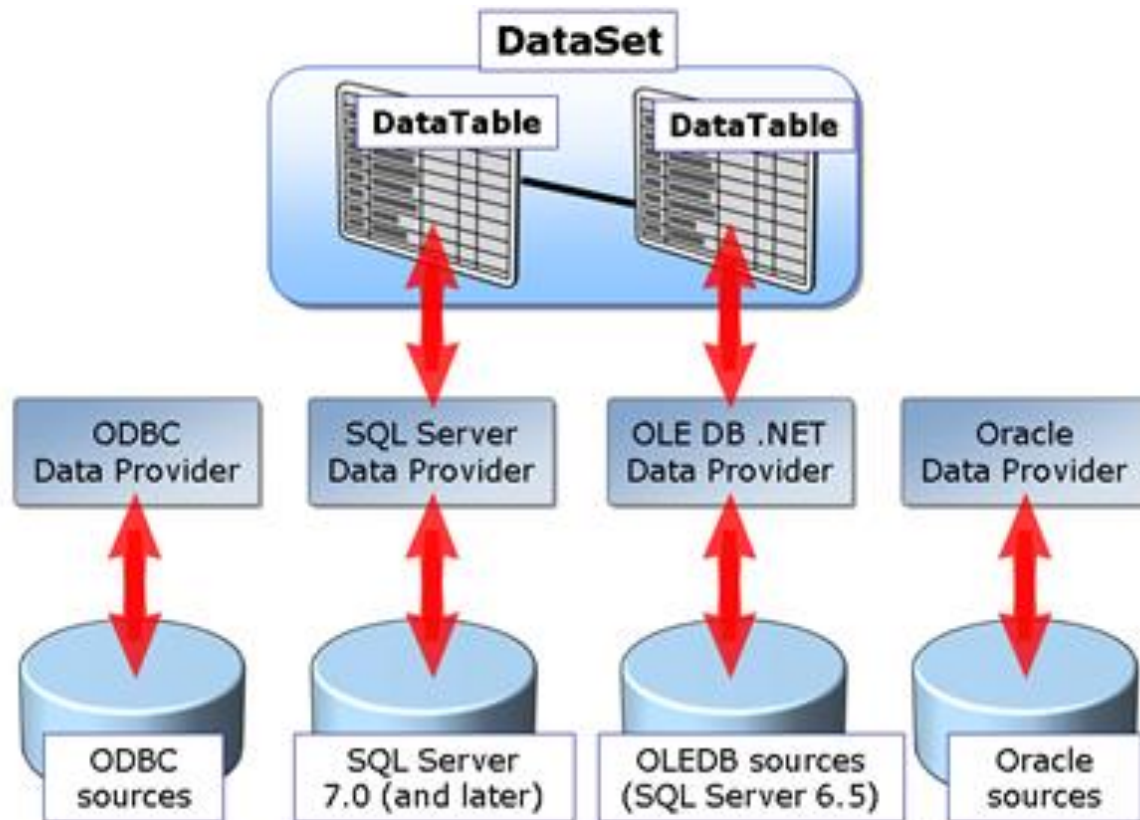 DataSet
DataTable
DataTable
ODBC
Data Provider
SQL Server
Data Provider
OLE DB .NET
Data Provider
Oracle
Data Provider
ODBC
sources
SQL Server
7.0 (and later)
OLEDB sources
(SQL Server 6.5)
Oracle
sources